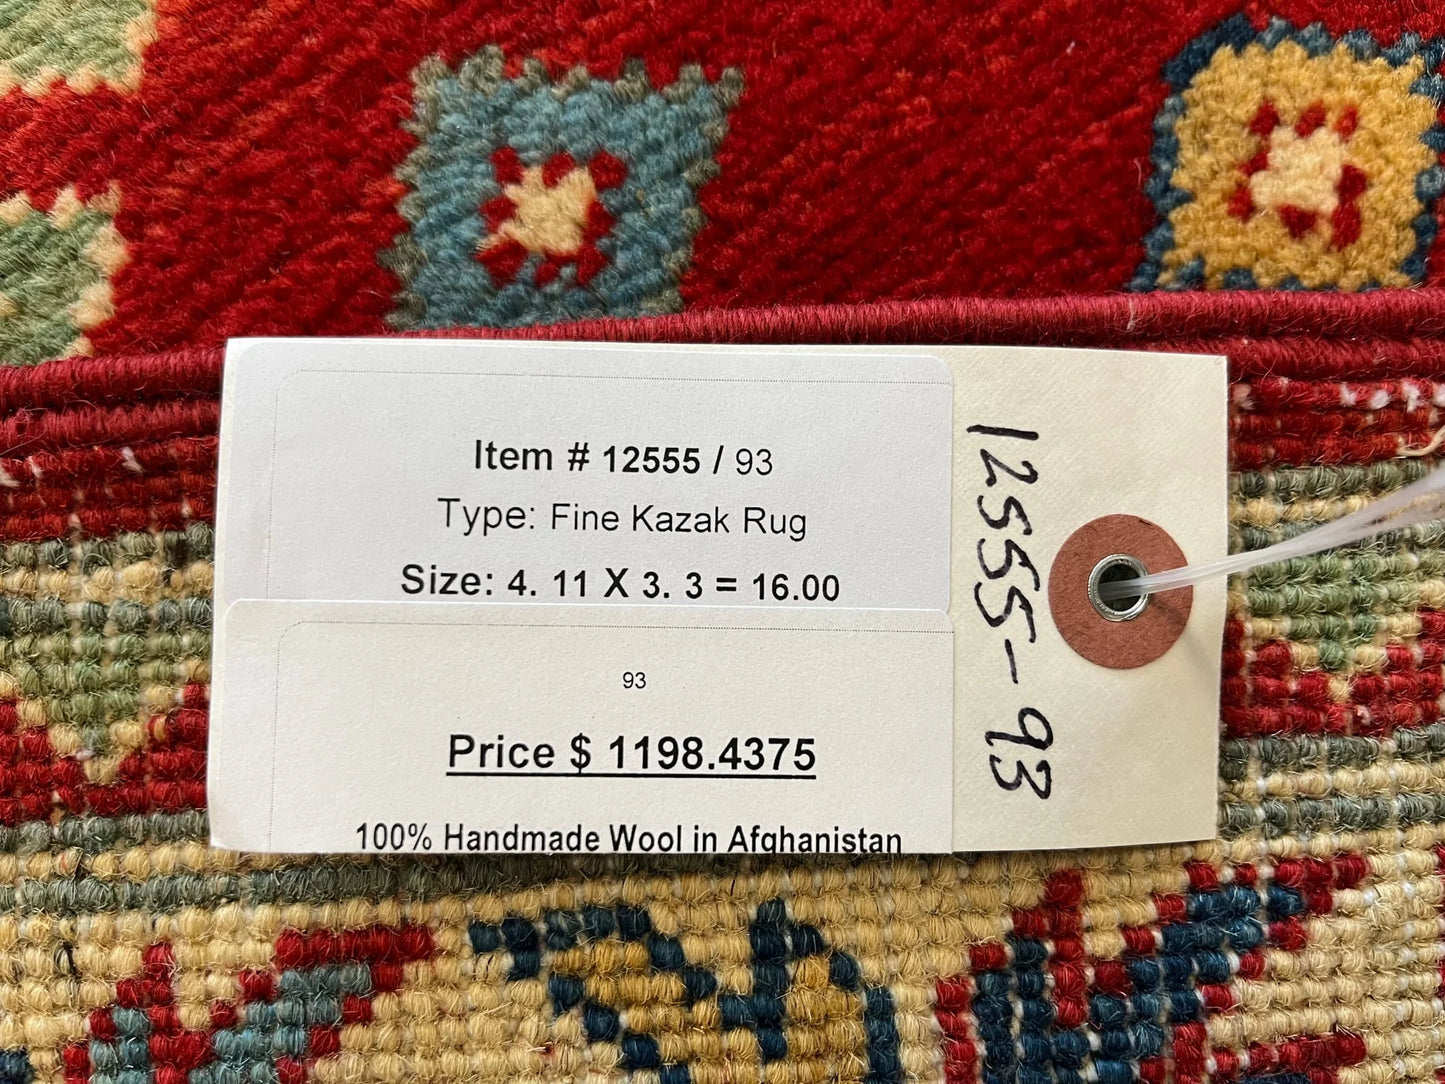 Item # 12555 / 93
Type: Fine Kazak Rug
Size: 4. 11 X 3. 3 = 16.00
93
Price $ 1198.4375
100% Handmade Wool in Afghanistan
12555-93